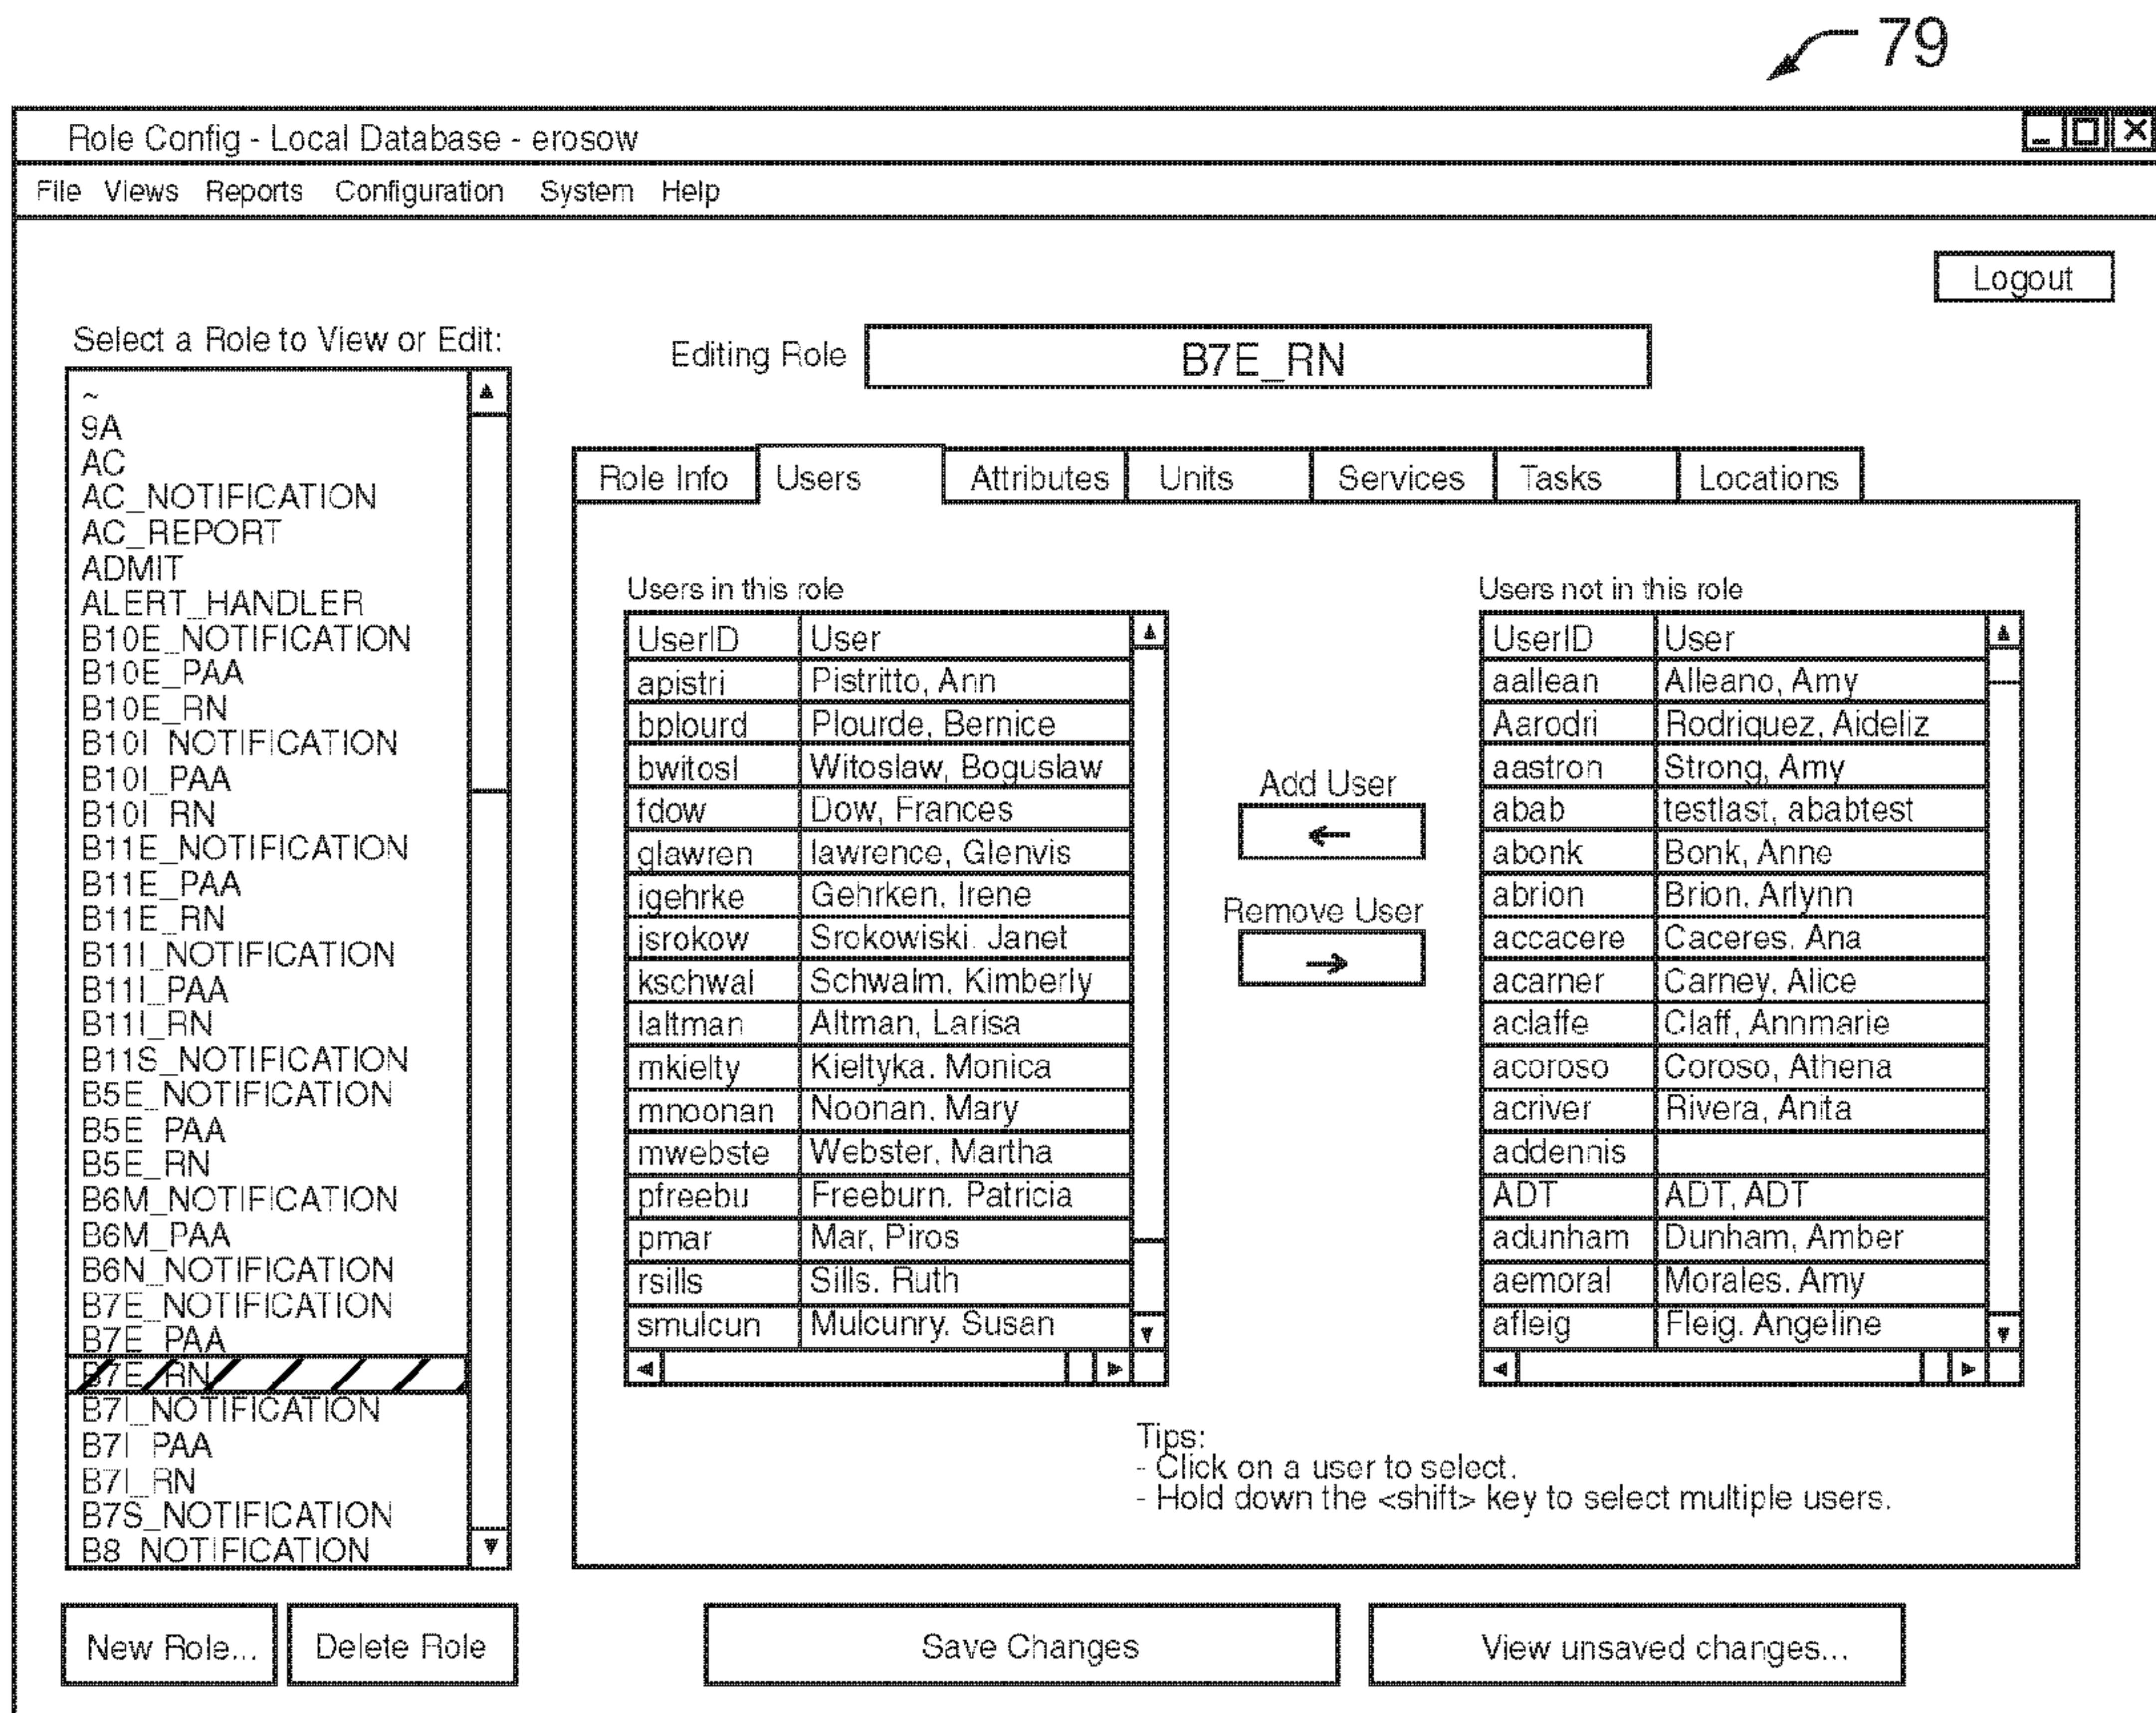 79
Role Config - Local Database - erosow
File Views Reports Configuration System Help
Logout
Select a Role to View or Edit:
~
9A
AC
AC_NOTIFICATION
AC_REPORT
ADMIT
ALERT_HANDLER
B10E_NOTIFICATION
B10E_PAA
B10E_RN
B10I_NOTIFICATION
B10I_PAA
B10I_RN
B11E_NOTIFICATION
B11E_PAA
B11E_RN
B11I_NOTIFICATION
B11I_PAA
B11I_RN
B11S_NOTIFICATION
B5E_NOTIFICATION
B5E_PAA
B5E_RN
B6M_NOTIFICATION
B6M_PAA
B6N_NOTIFICATION
B7E_NOTIFICATION
B7E_PAA
B7E_RN
B7I_NOTIFICATION
B7I_PAA
B7I_RN
B7S_NOTIFICATION
B8_NOTIFICATION
New Role... Delete Role
Editing Role B7E_RN
Role Info Users Attributes Units Services Tasks Locations
Users in this role
UserID User
apistri Pistritto, Ann
bplourd Plourde, Bernice
bwitosl Witoslaw, Boguslaw
fdow Dow, Frances
glawren lawrence, Glenvis
igehrke Gehrken, Irene
jsrokow Srokowiski, Janet
kschwal Schwalm, Kimberly
laltman Altman, Larisa
mkielty Kieltyka, Monica
mnoonan Noonan, Mary
mwebste Webster, Martha
pfreebu Freeburn, Patricia
pmar Mar, Piros
rsills Sills, Ruth
smulcun Mulcunry, Susan
Add User
←
Remove User
→
Users not in this role
UserID User
aallean Alleano, Amy
Aarodri Rodriquez, Aideliz
aastron Strong, Amy
abab testlast, ababtest
abonk Bonk, Anne
abrion Brion, Arlynn
accacere Caceres, Ana
acarner Carney, Alice
aclaffe Claff, Annmarie
acoroso Coroso, Athena
acriver Rivera, Anita
addennis
ADT ADT, ADT
adunham Dunham, Amber
aemoral Morales, Amy
afleig Fleig, Angeline
Tips:
- Click on a user to select.
- Hold down the <shift> key to select multiple users.
Save Changes View unsaved changes...